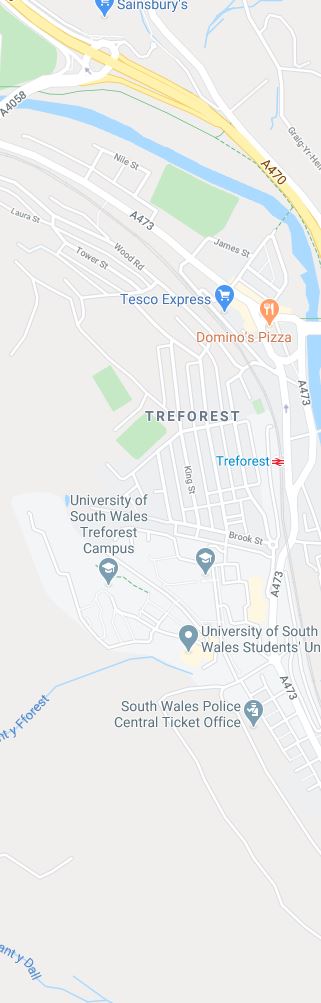 Sainsbury's
A4058
A470
Graig-Yr-Hel
Nile St
Laura St
A473
Wood Rd
Tower St
James St
Tesco Express
Domino's Pizza
A473
TREFOREST
Treforest
King St
University of
South Wales
Treforest
Campus
Brook St
A473
University of South
Wales Students' Un
A473
South Wales Police
Central Ticket Office
nt y Fforest
ant y Dall